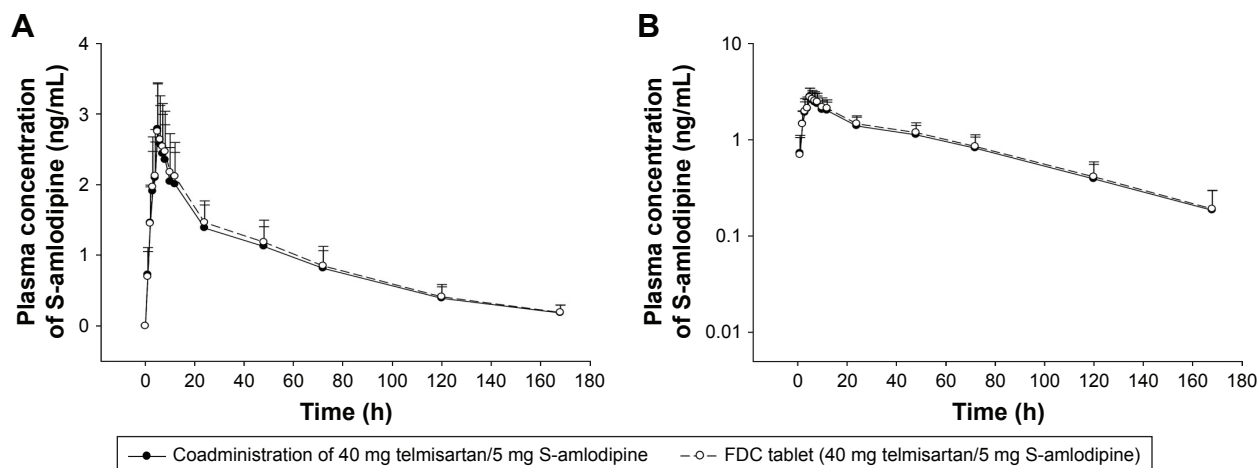 A
Plasma concentration
of S-amlodipine (ng/mL)
4
3
2
1
0
0 20 40 60 80 100 120 140 160 180
Time (h)
B
Plasma concentration
of S-amlodipine (ng/mL)
10
1
0.1
0.01
0 20 40 60 80 100 120 140 160 180
Time (h)
Coadministration of 40 mg telmisartan/5 mg S-amlodipine
FDC tablet (40 mg telmisartan/5 mg S-amlodipine)